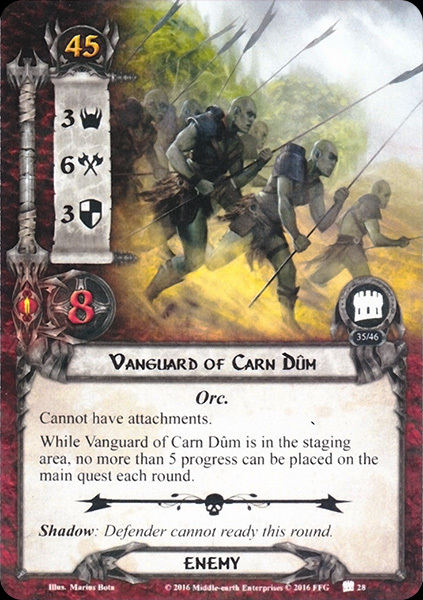 45
3
6
3
8
35/46
Vanguard of Carn Dûm
Orc.
Cannot have attachments.
While Vanguard of Carn Dûm is in the staging
area, no more than 5 progress can be placed on the
main quest each round.
Shadow: Defender cannot ready this round.
ENEMY
Illus. Marius Bota
© 2016 Middle-earth Enterprises © 2016 FFG
28